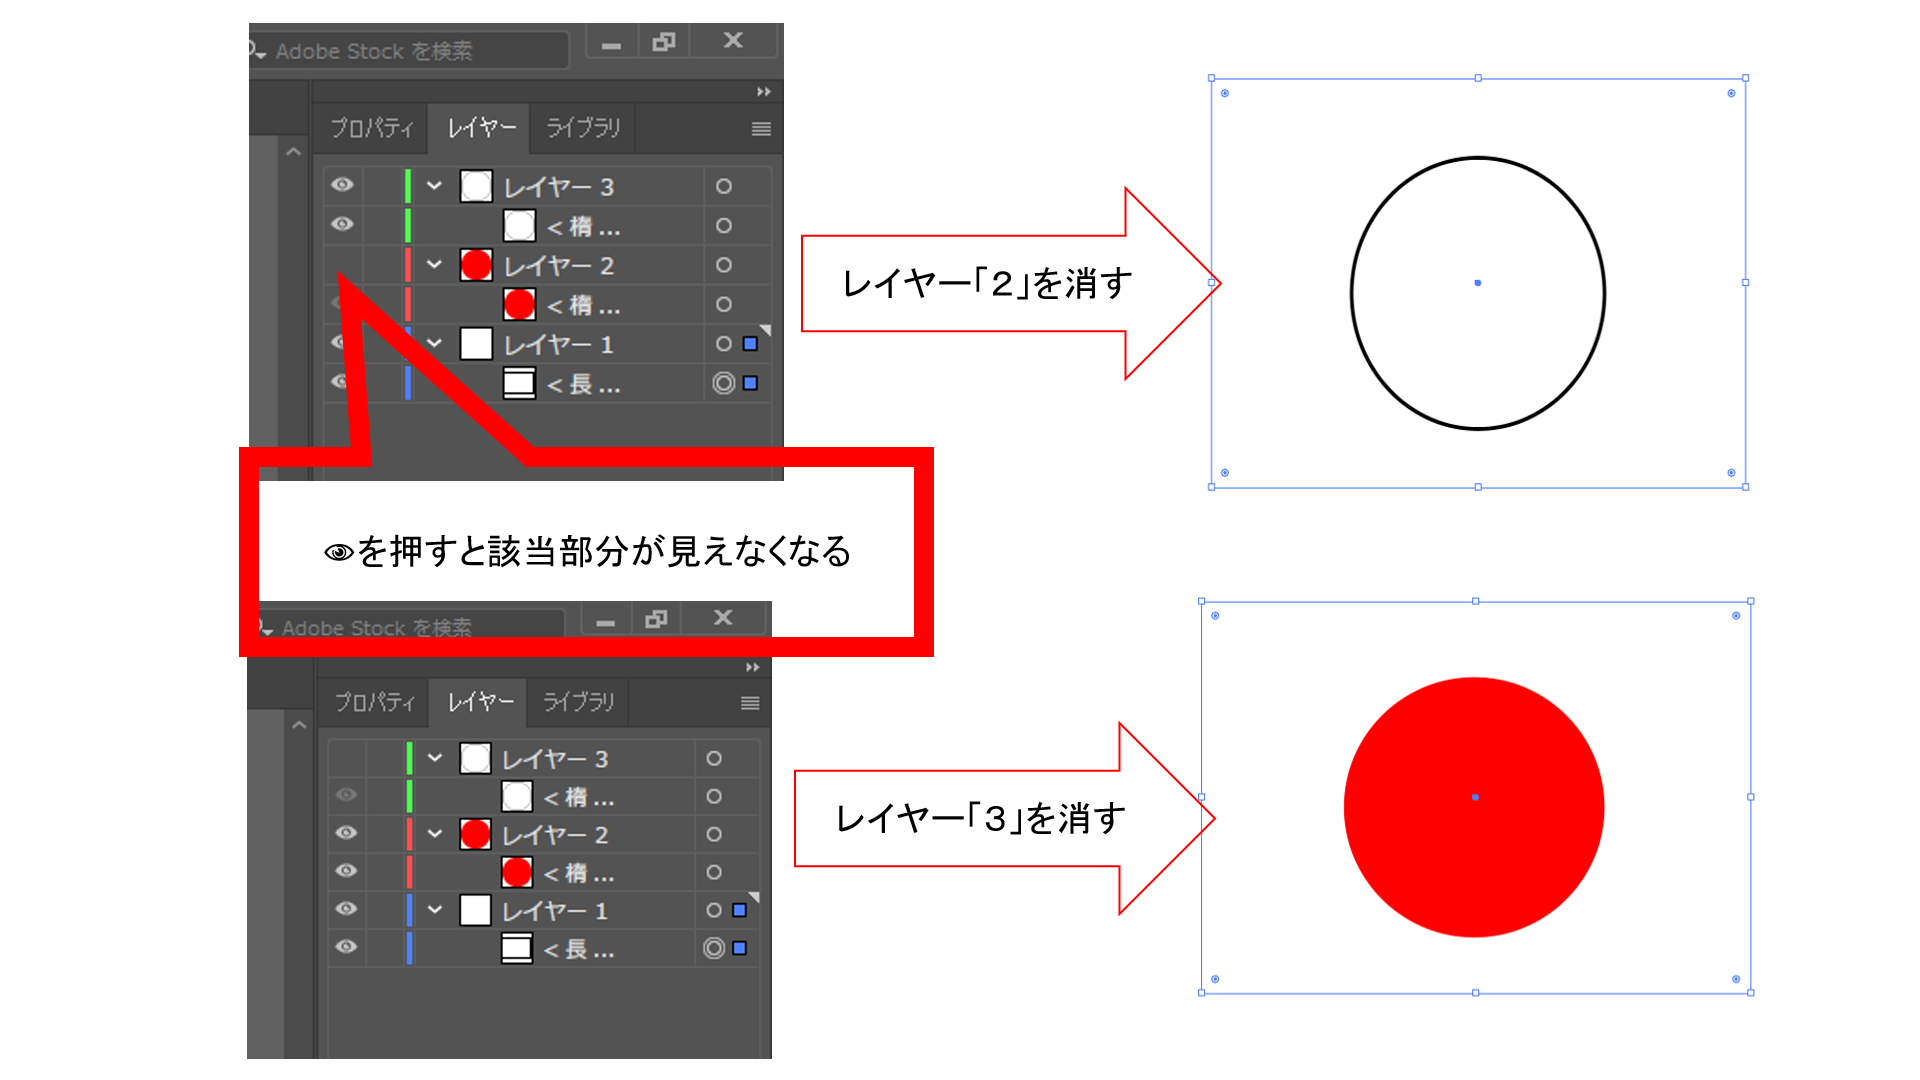 Adobe Stock を検索
プロパティ レイヤー ライブラリ
レイヤー 3
< 楕 ...
レイヤー 2
< 楕 ...
レイヤー 1
< 長 ...
レイヤー「２」を消す
👁を押すと該当部分が見えなくなる
Adobe Stock を検索
プロパティ レイヤー ライブラリ
レイヤー 3
< 楕 ...
レイヤー 2
< 楕 ...
レイヤー 1
< 長 ...
レイヤー「３」を消す